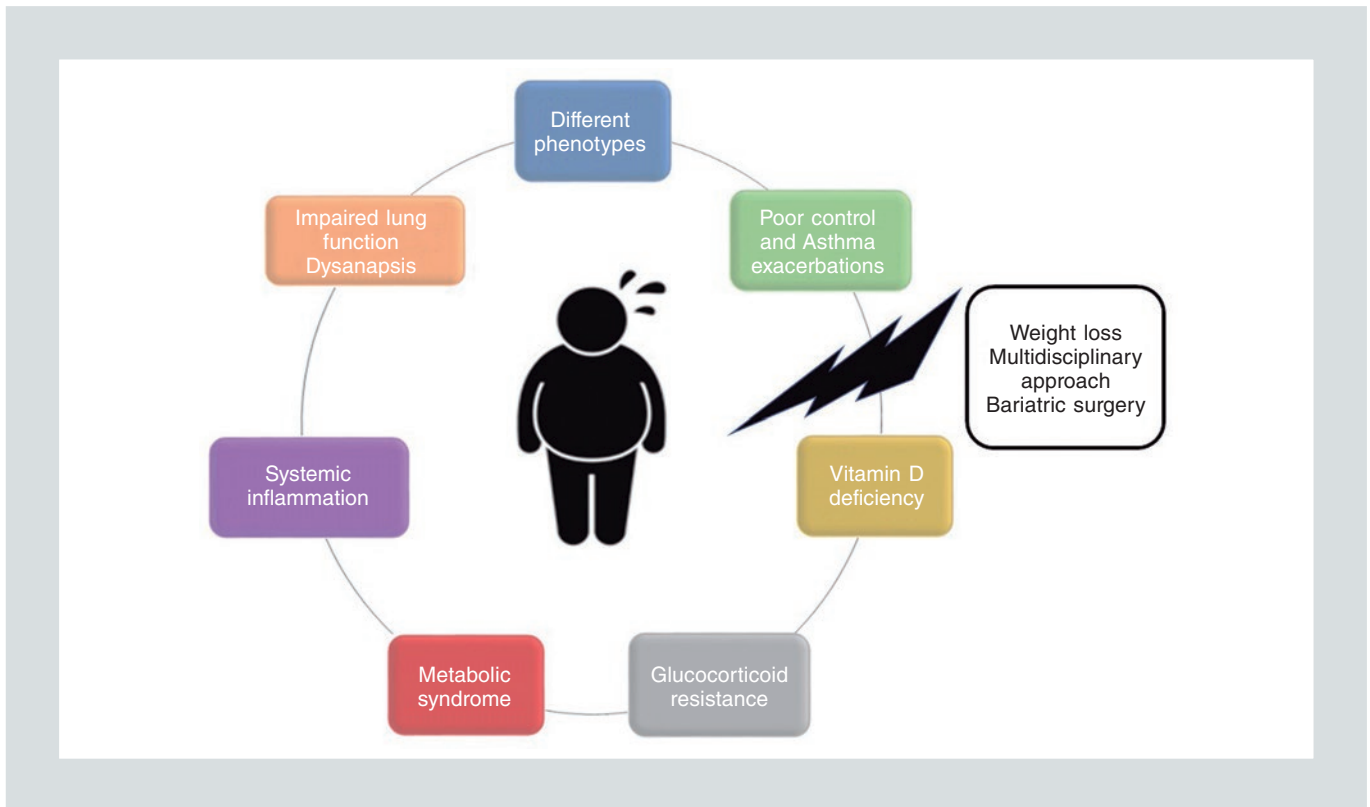 Different
phenotypes
Impaired lung
function
Dysanapsis
Poor control
and Asthma
exacerbations
Weight loss
Multidisciplinary
approach
Bariatric surgery
Systemic
inflammation
Vitamin D
deficiency
Metabolic
syndrome
Glucocorticoid
resistance